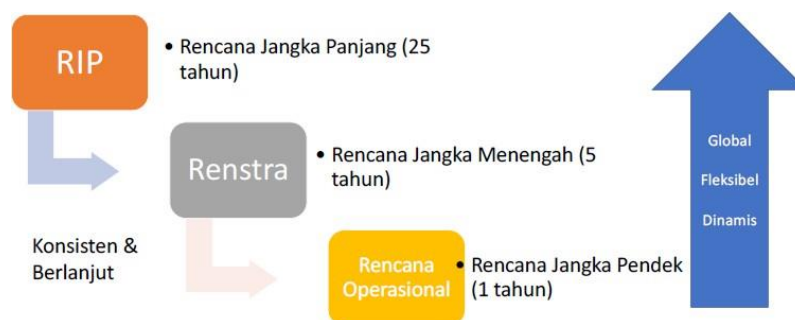 RIP
• Rencana Jangka Panjang (25
tahun)
Renstra
• Rencana Jangka Menengah (5
tahun)
Konsisten &
Berlanjut
Rencana
Operasional
• Rencana Jangka Pendek
(1 tahun)
Global
Fleksibel
Dinamis